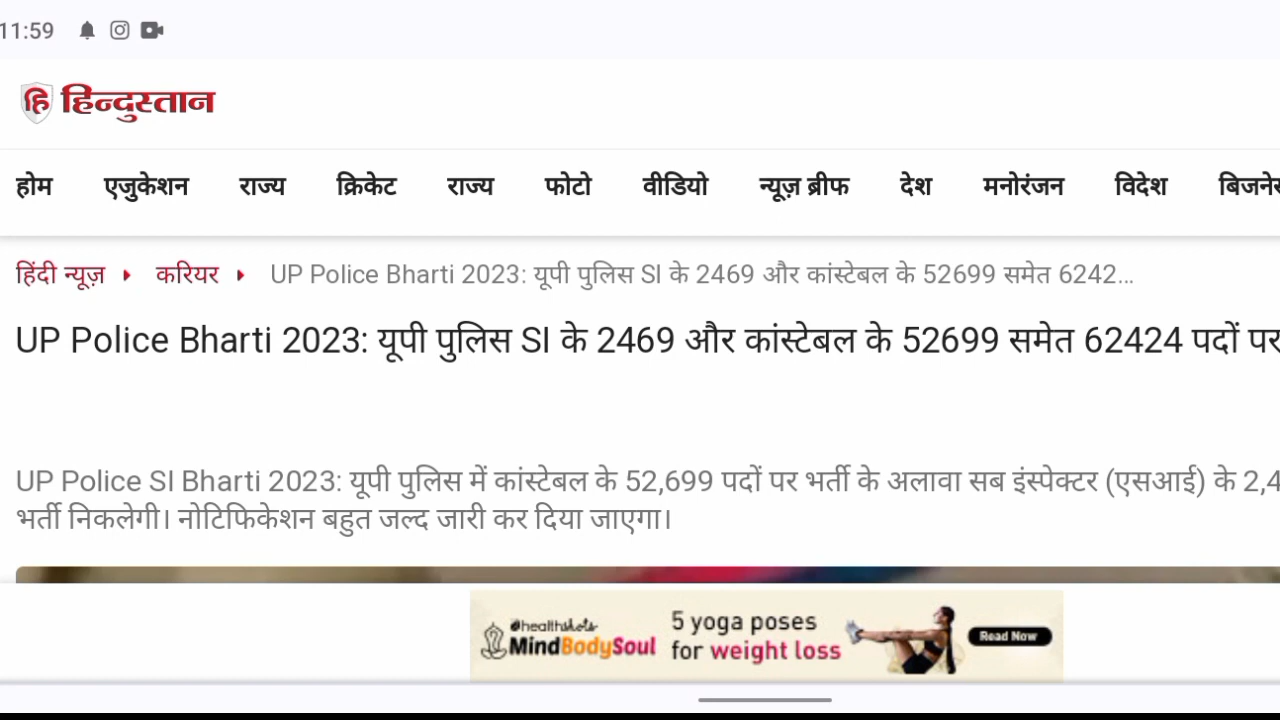 11:59
हि हिन्दुस्तान
होम एजुकेशन राज्य क्रिकेट राज्य फोटो वीडियो न्यूज़ ब्रीफ देश मनोरंजन विदेश
हिंदी न्यूज़ करियर UP Police Bharti 2023: यूपी पुलिस SI के 2469 और कांस्टेबल के 52699 समेत 6242...
UP Police Bharti 2023: यूपी पुलिस SI के 2469 और कांस्टेबल के 52699 समेत 62424 पदों पर
UP Police SI Bharti 2023: यूपी पुलिस में कांस्टेबल के 52,699 पदों पर भर्ती के अलावा सब इंस्पेक्टर (एसआई) के 2,4
भर्ती निकलेगी। नोटिफिकेशन बहुत जल्द जारी कर दिया जाएगा।
healthshots
MindBodySoul
5 yoga poses
for weight loss
Read Now